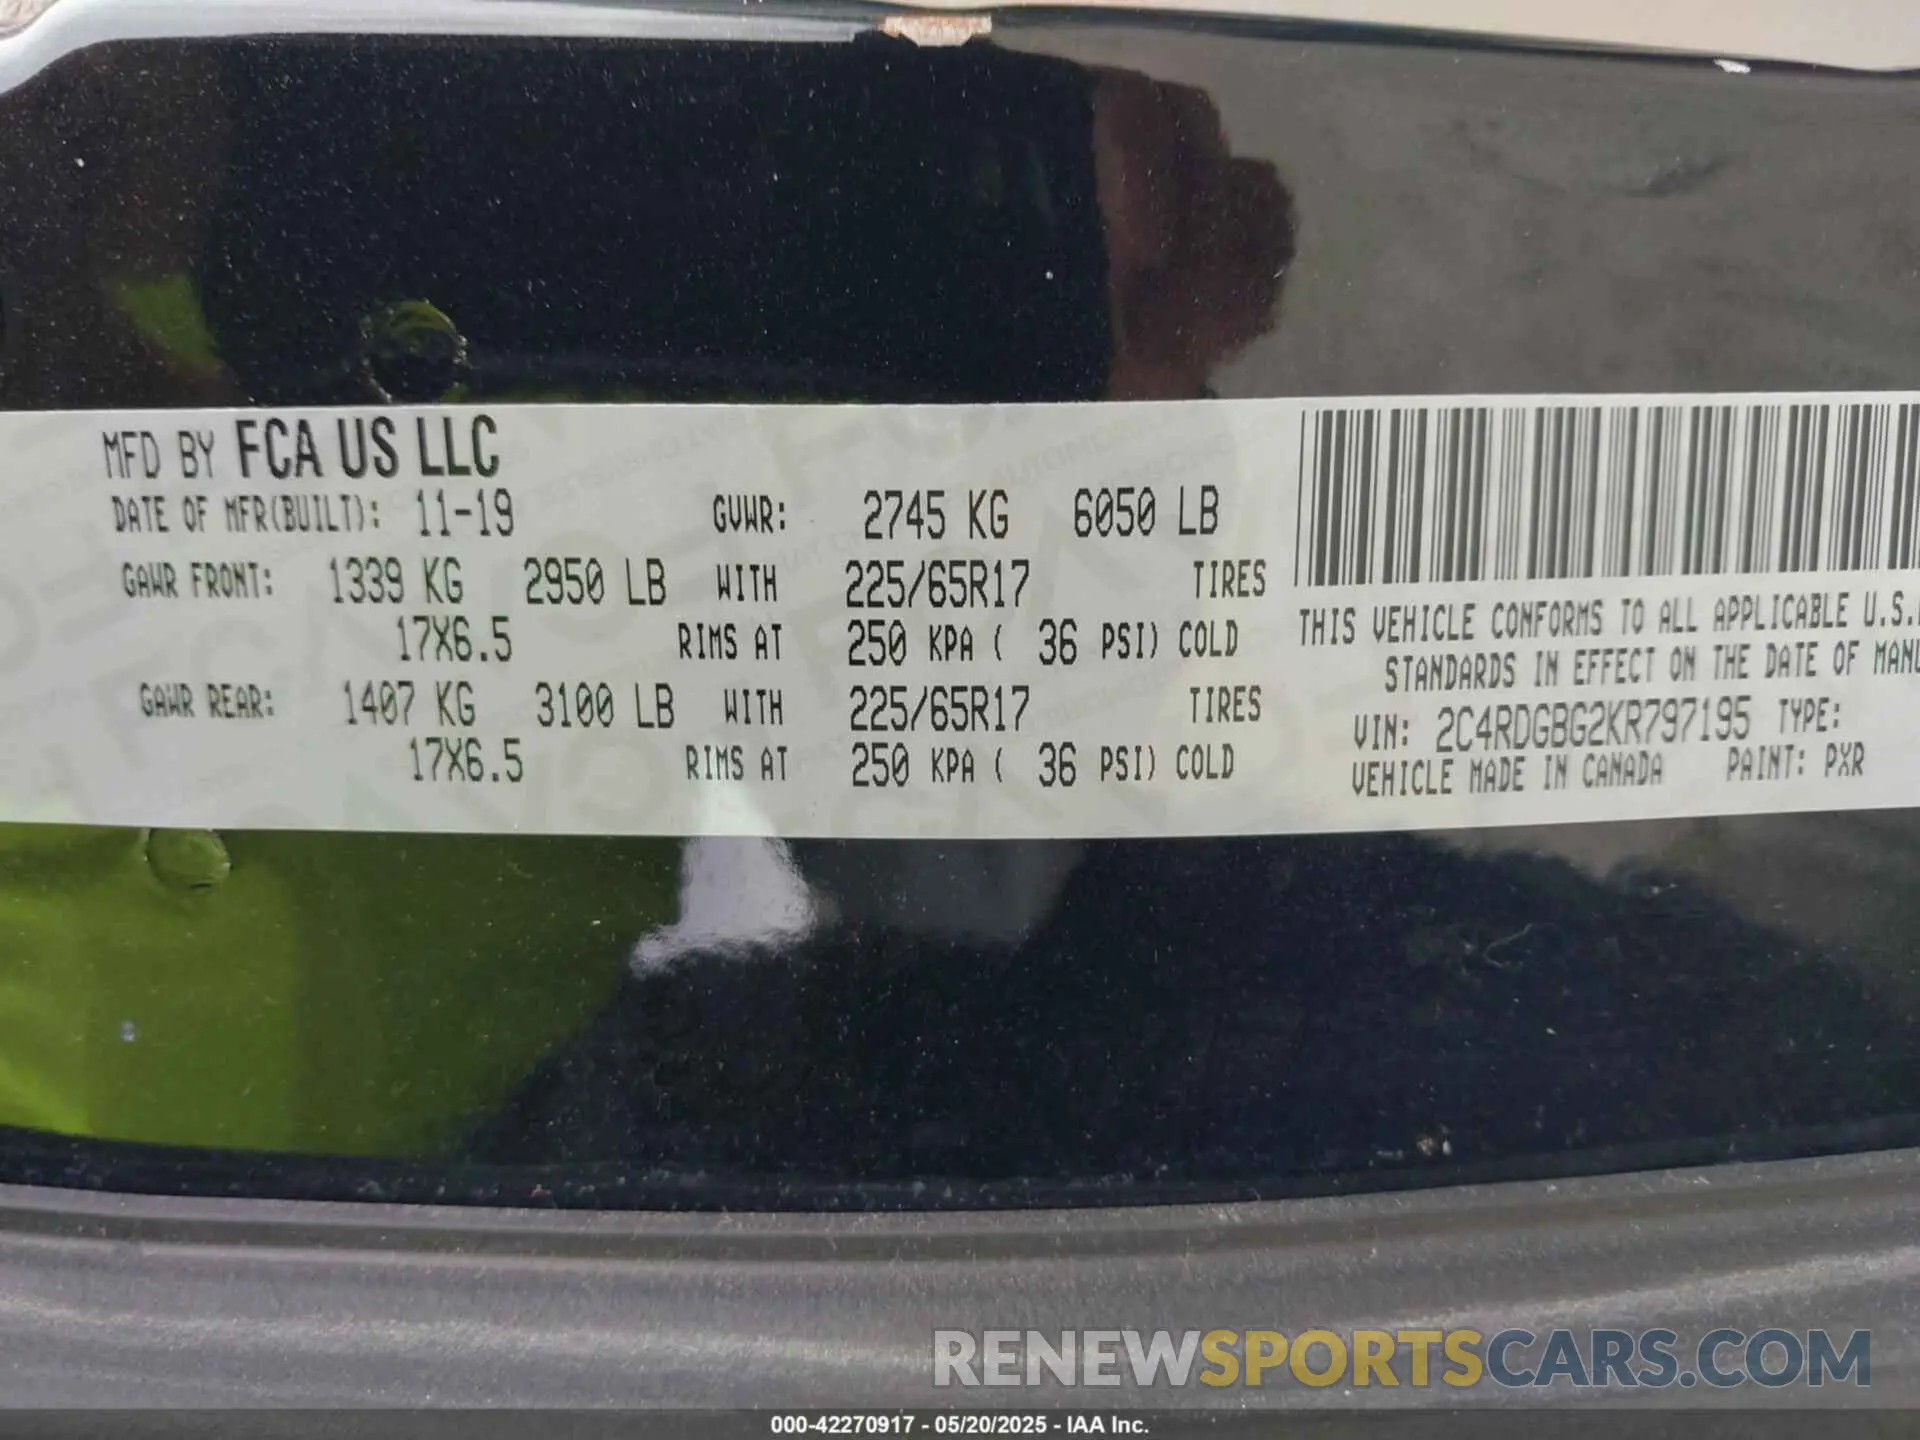 MFD BY FCA US LLC
DATE OF MFR(BUILT): 11-19 GVWR: 2745 KG 6050 LB
GAWR FRONT: 1339 KG 2950 LB WITH 225/65R17 TIRES
17X6.5 RIMS AT 250 KPA ( 36 PSI) COLD
GAWR REAR: 1407 KG 3100 LB WITH 225/65R17 TIRES
17X6.5 RIMS AT 250 KPA ( 36 PSI) COLD
THIS VEHICLE CONFORMS TO ALL APPLICABLE U.S.
STANDARDS IN EFFECT ON THE DATE OF MANU
VIN: 2C4RDGBG2KR797195 TYPE:
VEHICLE MADE IN CANADA PAINT: PXR
RENEWSPORTSCARS.COM
000-42270917 - 05/20/2025 - IAA Inc.